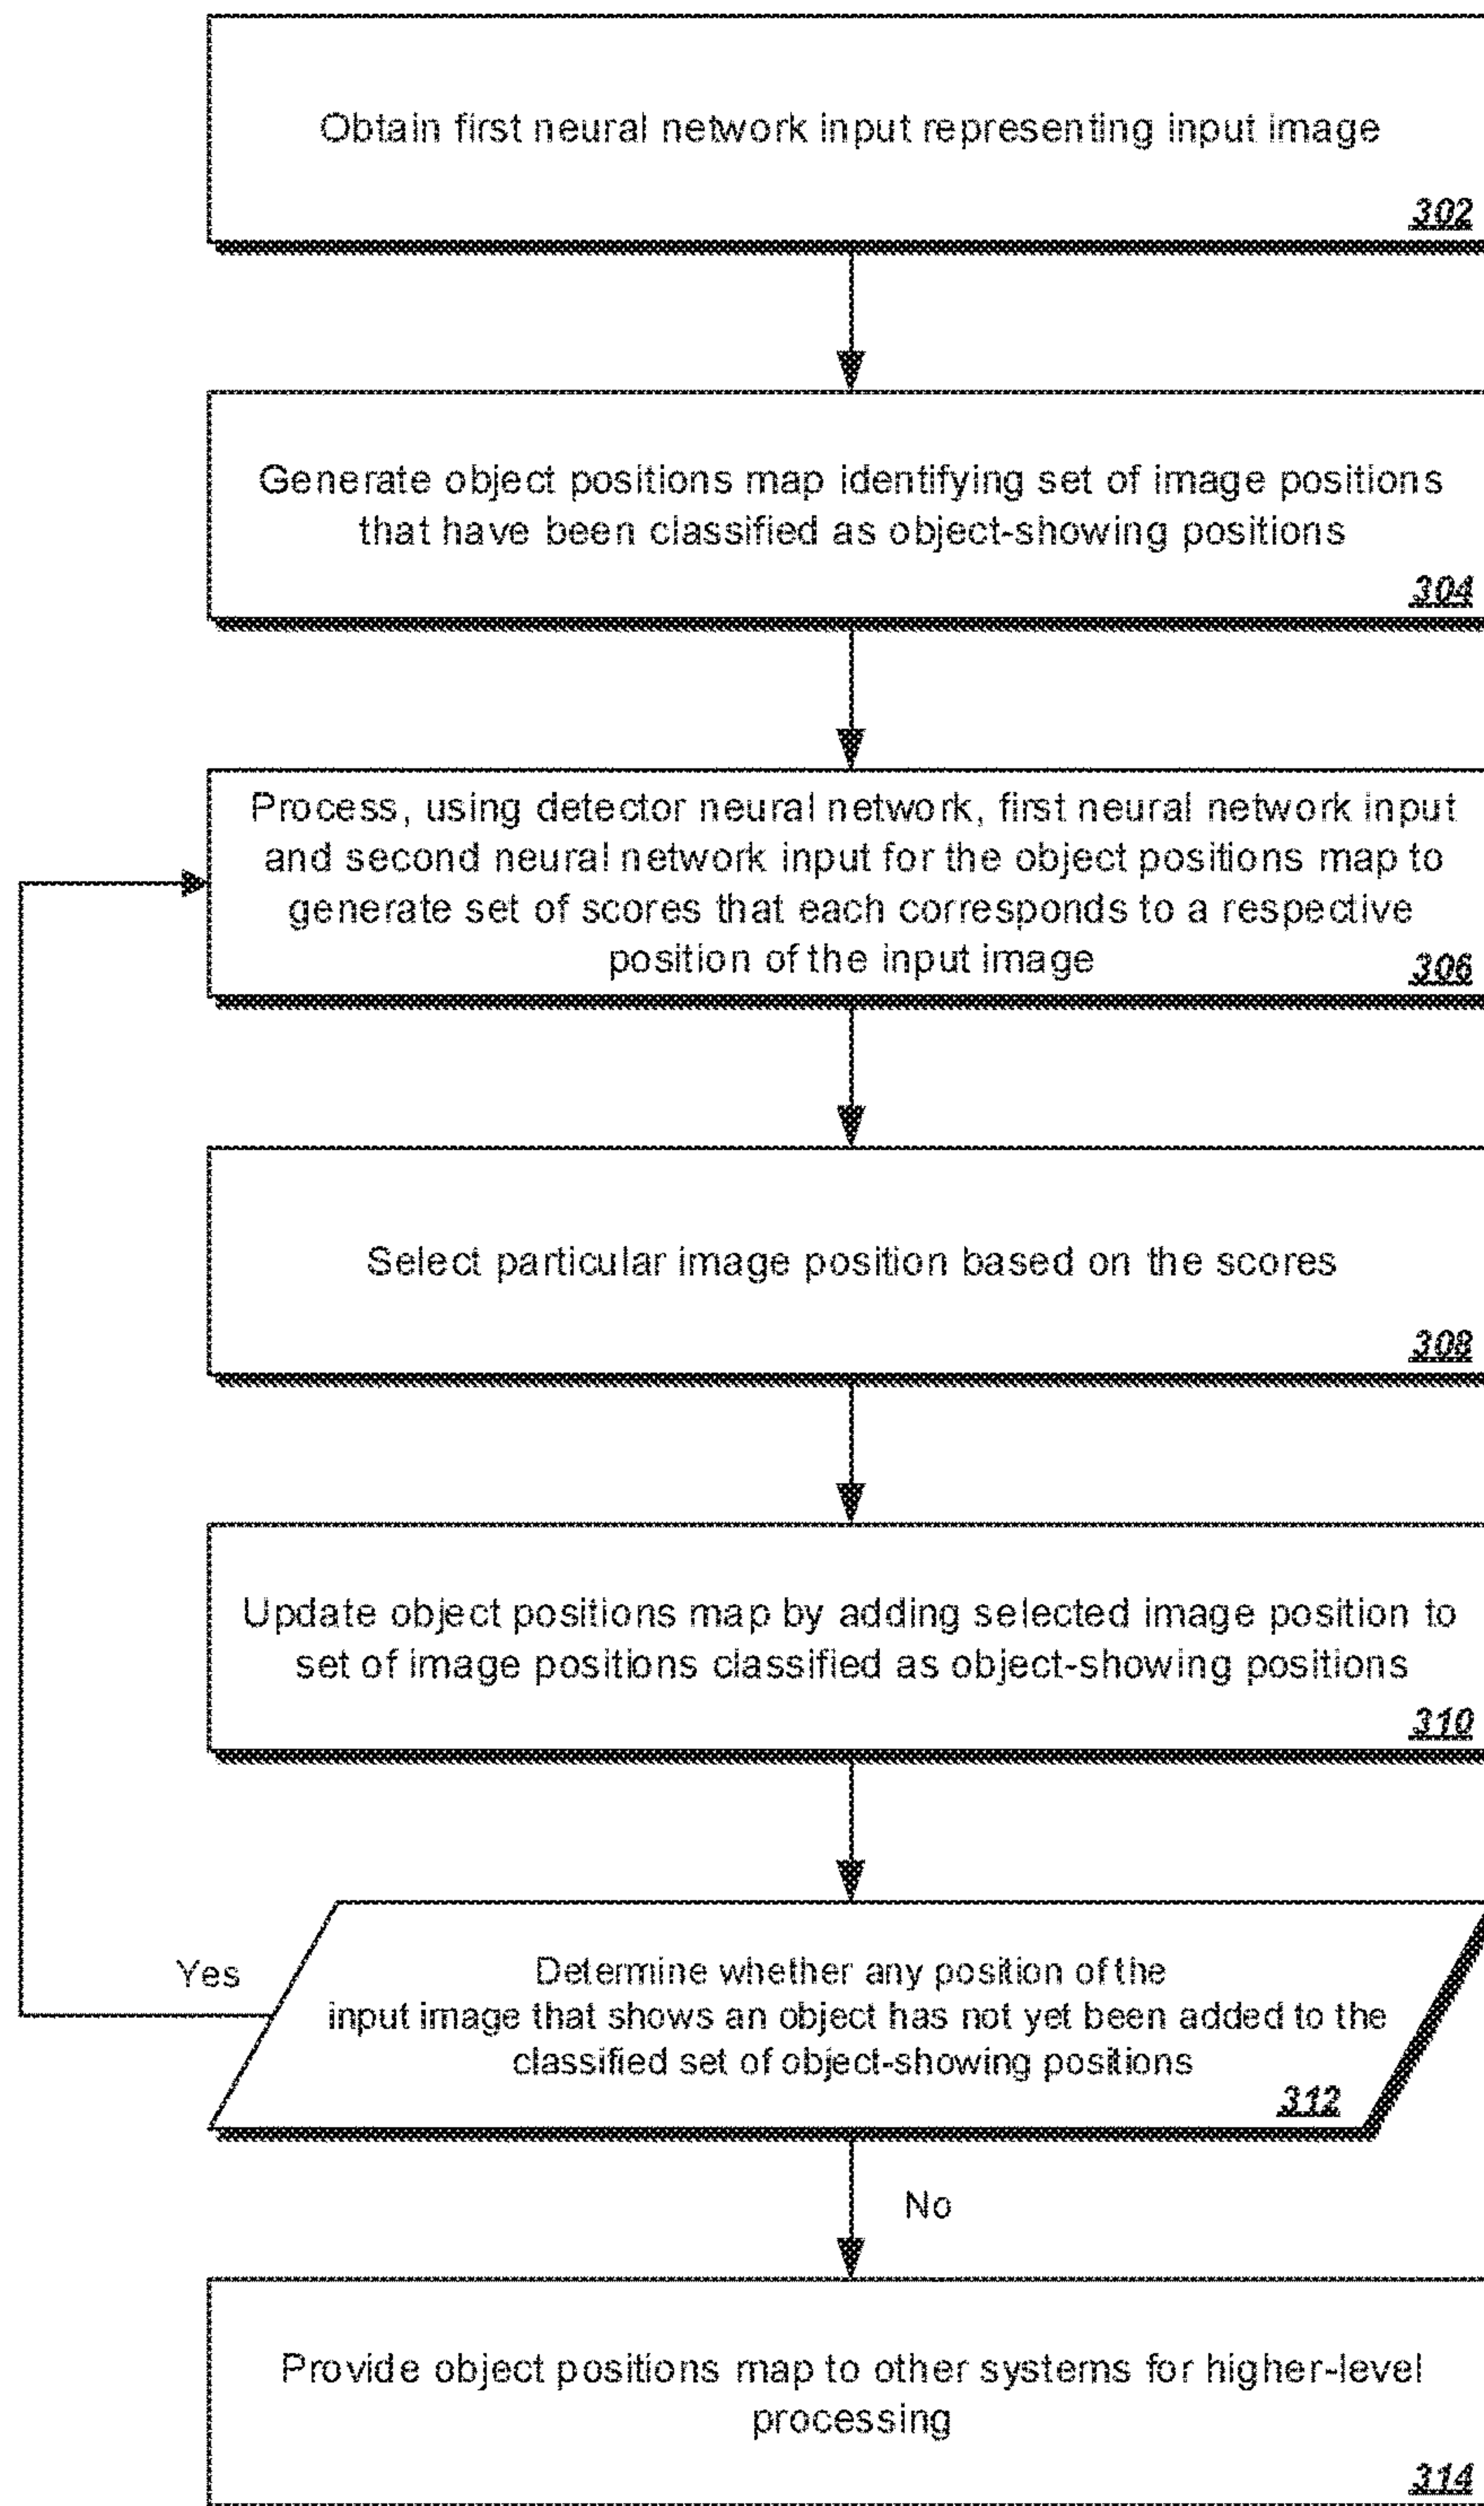 Obtain first neural network input representing input image
302
Generate object positions map identifying set of image positions
that have been classified as object-showing positions
304
Process, using detector neural network, first neural network input
and second neural network input for the object positions map to
generate set of scores that each corresponds to a respective
position of the input image
306
Select particular image position based on the scores
308
Update object positions map by adding selected image position to
set of image positions classified as object-showing positions
310
Yes
Determine whether any position of the
input image that shows an object has not yet been added to the
classified set of object-showing positions
312
No
Provide object positions map to other systems for higher-level
processing
314